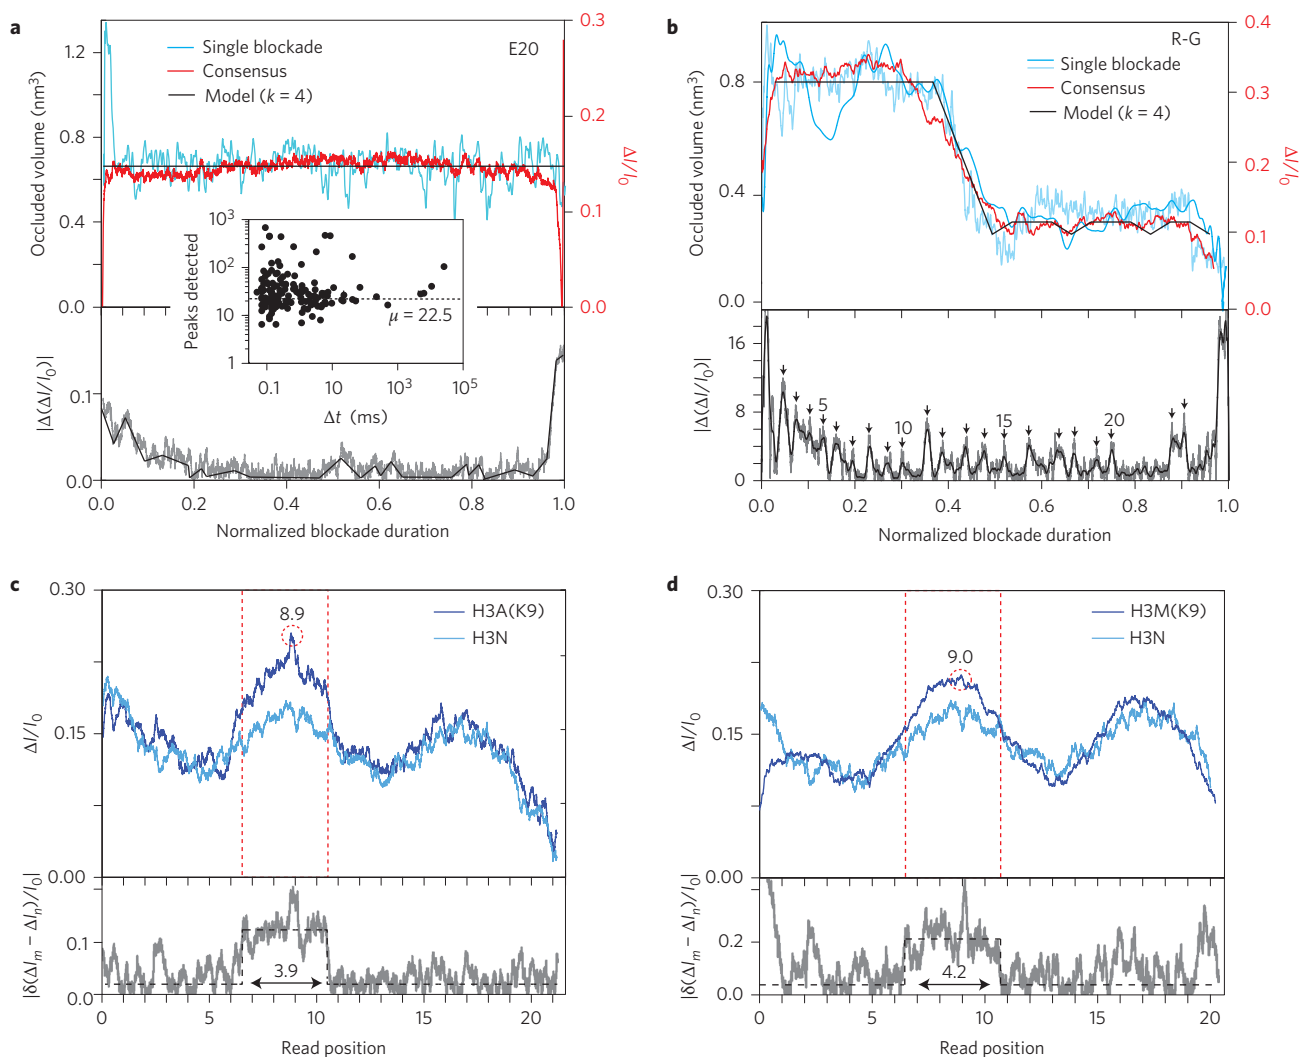 a
E20
Single blockade
Consensus
Model (k = 4)
Occluded volume (nm³)
1.2
0.8
0.4
0.0
0.3
0.2
0.1
0.0
ΔI/I₀
Peaks detected
10³
10²
10
1
μ = 22.5
0.1 10 10³ 10⁵
Δt (ms)
|Δ(ΔI/I₀)|
0.1
0.0
0.0 0.2 0.4 0.6 0.8 1.0
Normalized blockade duration
b
R-G
Single blockade
Consensus
Model (k = 4)
Occluded volume (nm³)
0.8
0.4
0.0
0.4
0.3
0.2
0.1
0.0
ΔI/I₀
|Δ(ΔI/I₀)|
16
8
0
5 10 15 20
0.0 0.2 0.4 0.6 0.8 1.0
Normalized blockade duration
c
H3A(K9)
H3N
8.9
ΔI/I₀
0.30
0.15
0.00
|δ(ΔIₘ − ΔIₙ)/I₀|
0.1
0.0
3.9
0 5 10 15 20
Read position
d
H3M(K9)
H3N
9.0
ΔI/I₀
0.30
0.15
0.00
|δ(ΔIₘ − ΔIₙ)/I₀|
0.2
0.0
4.2
0 5 10 15 20
Read position